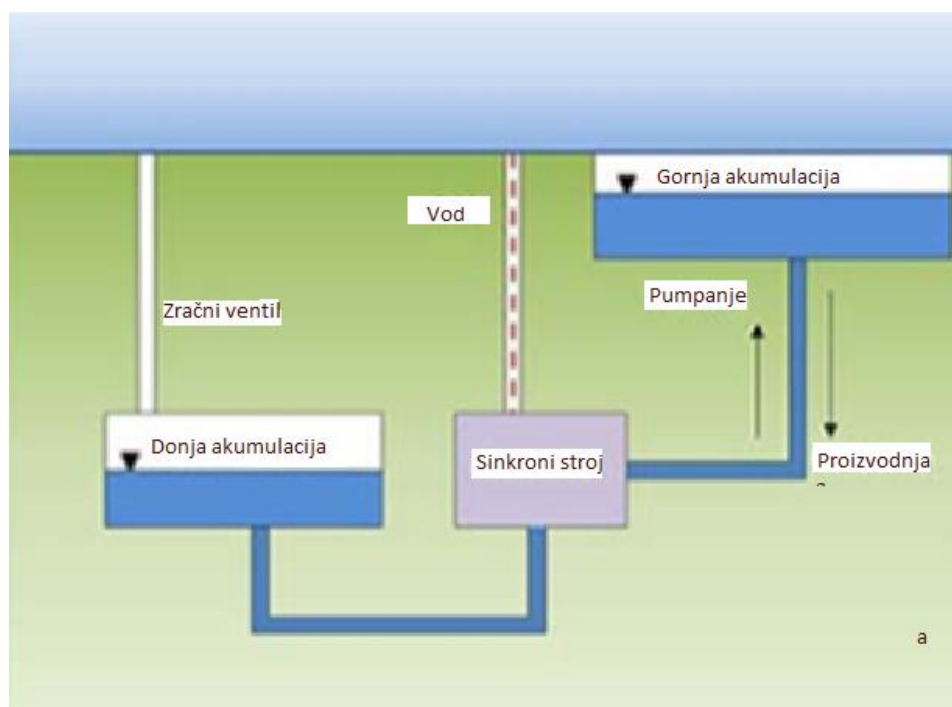 Gornja akumulacija
Vod
Pumpanje
Zračni ventil
Donja akumulacija
Sinkroni stroj
Proizvodnja
a